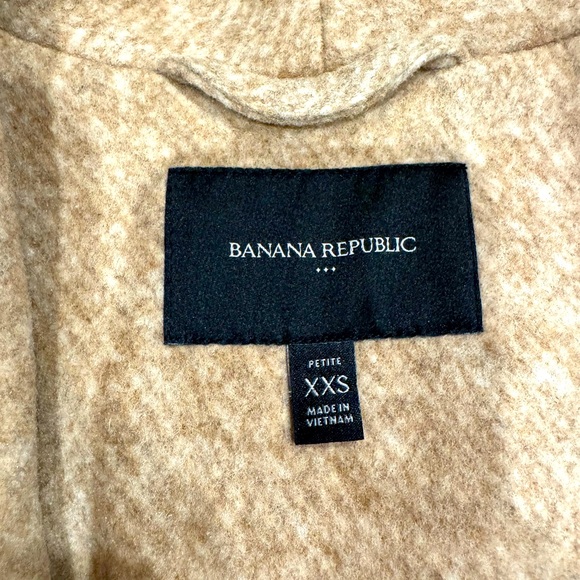 BANANA REPUBLIC
PETITE
XXS
MADE IN
VIETNAM